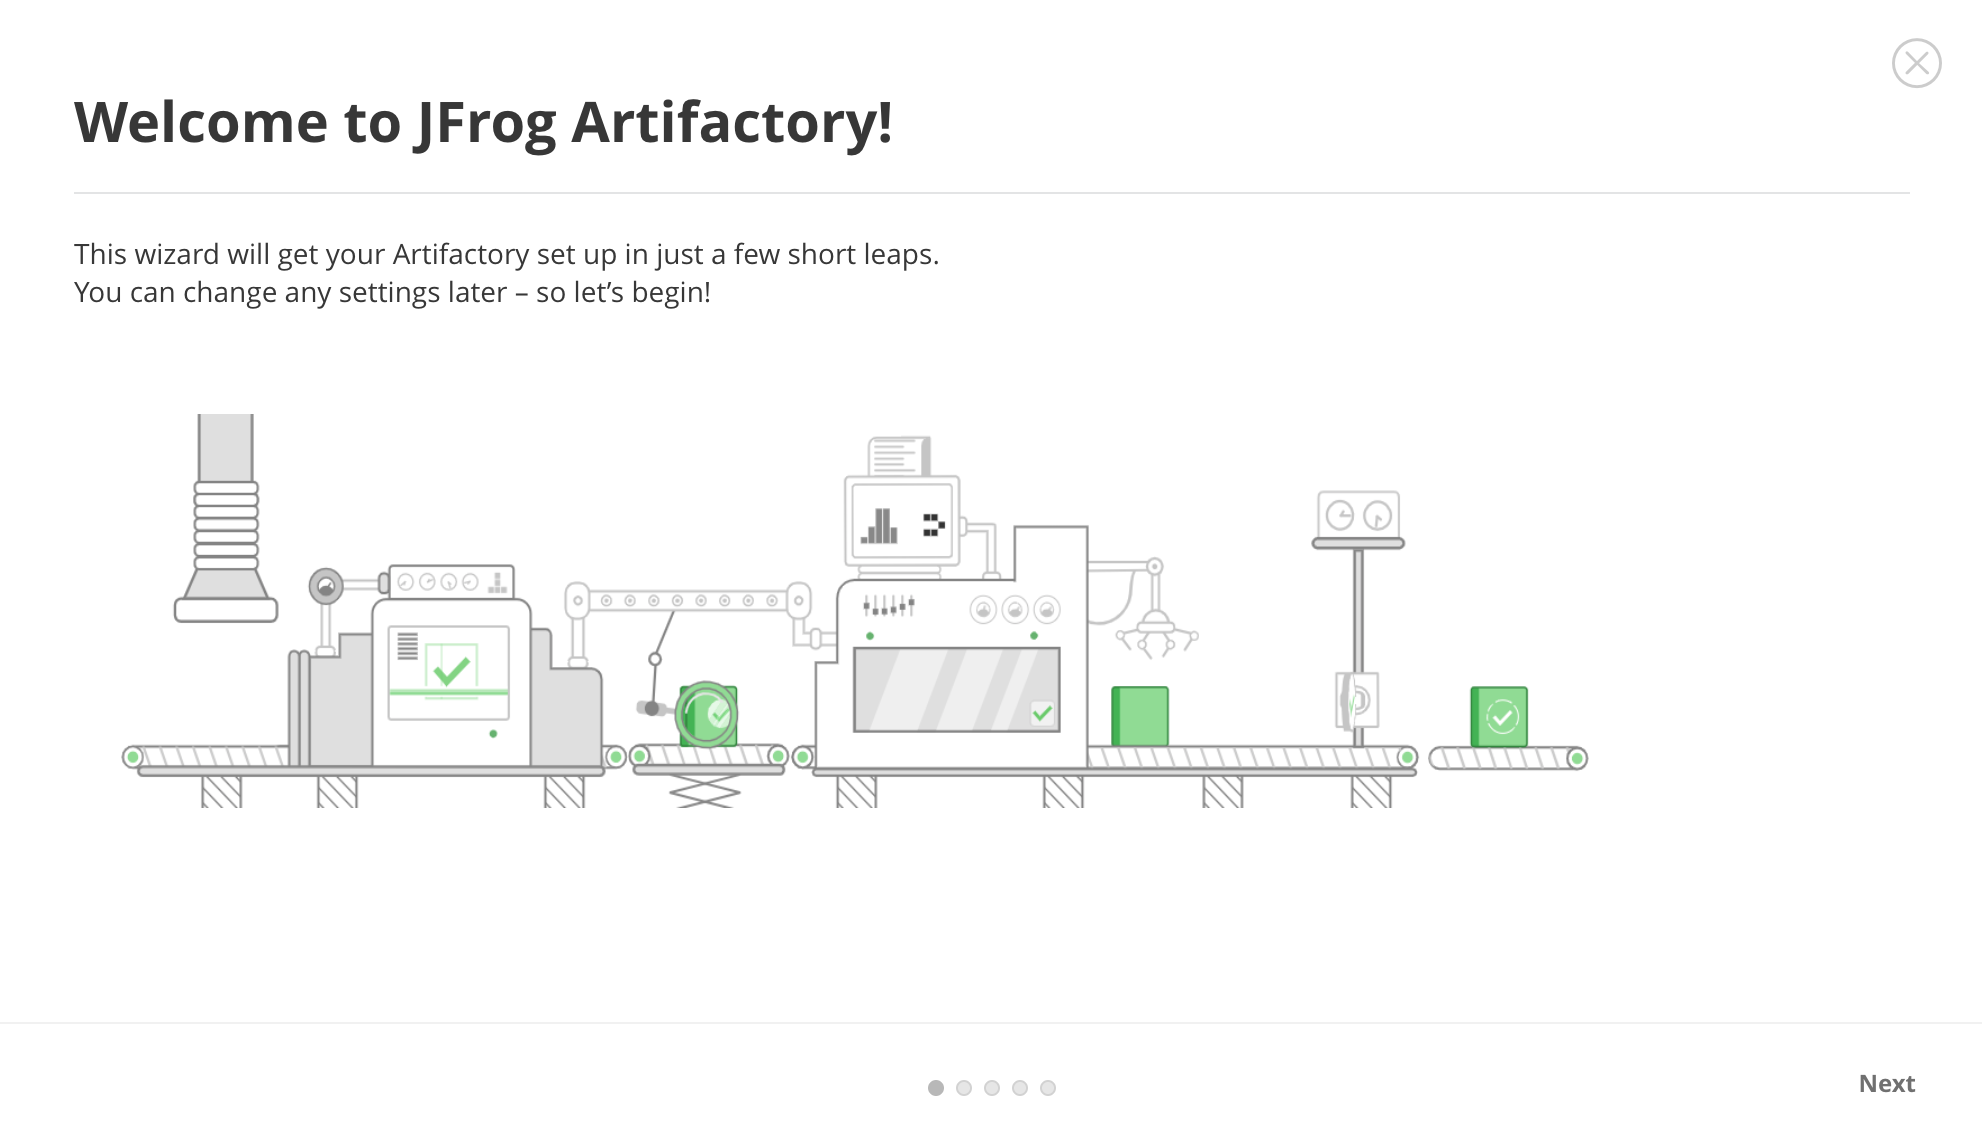 Welcome to JFrog Artifactory!
This wizard will get your Artifactory set up in just a few short leaps.
You can change any settings later – so let’s begin!
Next